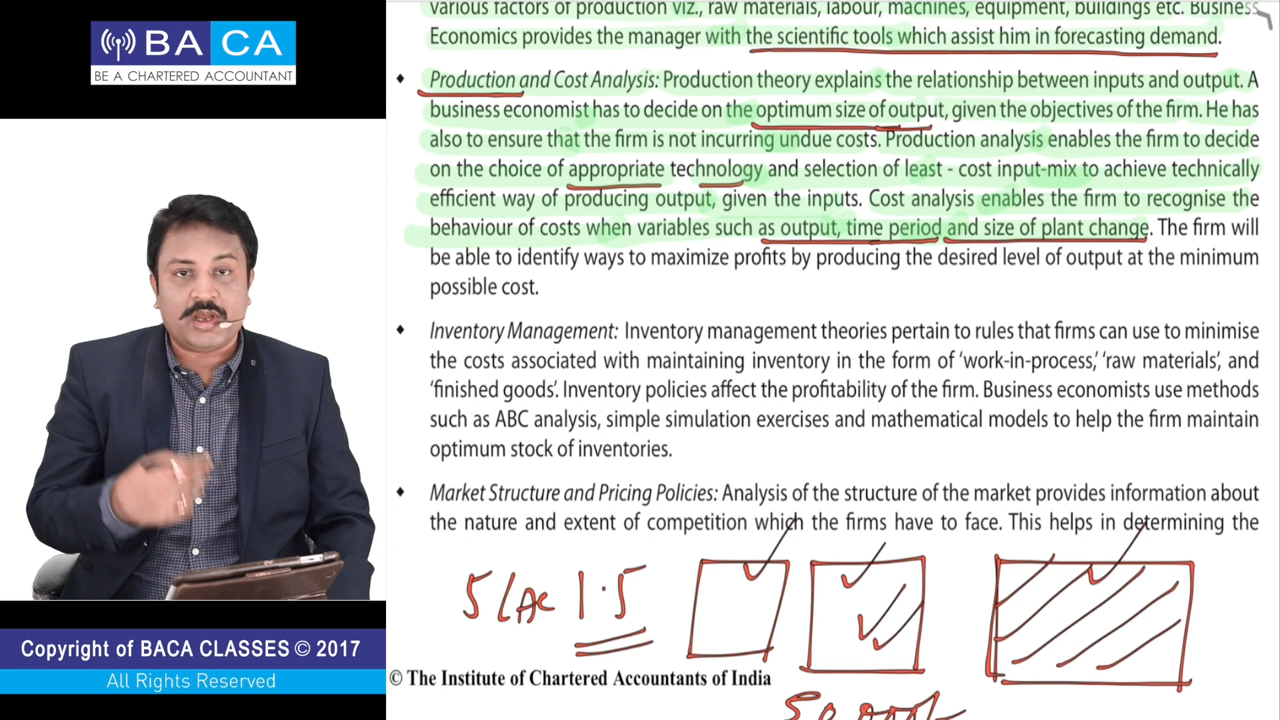 BA CA
BE A CHARTERED ACCOUNTANT
various factors of production viz., raw materials, labour, machines, equipment, buildings etc. Business
Economics provides the manager with the scientific tools which assist him in forecasting demand.
♦ Production and Cost Analysis: Production theory explains the relationship between inputs and output. A
business economist has to decide on the optimum size of output, given the objectives of the firm. He has
also to ensure that the firm is not incurring undue costs. Production analysis enables the firm to decide
on the choice of appropriate technology and selection of least - cost input-mix to achieve technically
efficient way of producing output, given the inputs. Cost analysis enables the firm to recognise the
behaviour of costs when variables such as output, time period and size of plant change. The firm will
be able to identify ways to maximize profits by producing the desired level of output at the minimum
possible cost.
♦ Inventory Management: Inventory management theories pertain to rules that firms can use to minimise
the costs associated with maintaining inventory in the form of ‘work-in-process,’ ‘raw materials’, and
‘finished goods’. Inventory policies affect the profitability of the firm. Business economists use methods
such as ABC analysis, simple simulation exercises and mathematical models to help the firm maintain
optimum stock of inventories.
♦ Market Structure and Pricing Policies: Analysis of the structure of the market provides information about
the nature and extent of competition which the firms have to face. This helps in determining the
5 LAC 1.5
© The Institute of Chartered Accountants of India
Copyright of BACA CLASSES © 2017
All Rights Reserved